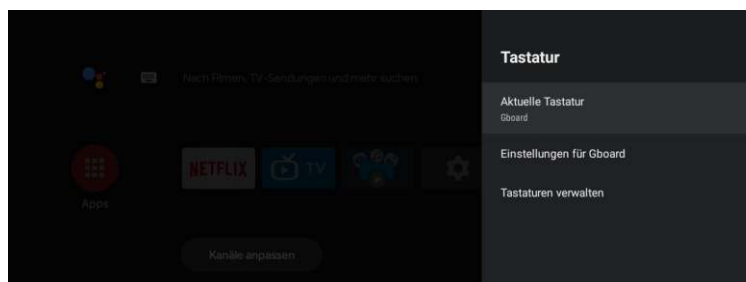 Tastatur
Nach Filmen, TV-Sendungen und mehr suchen
Aktuelle Tastatur
Gboard
Einstellungen für Gboard
NETFLIX
TV
Tastaturen verwalten
Apps
Kanäle anpassen